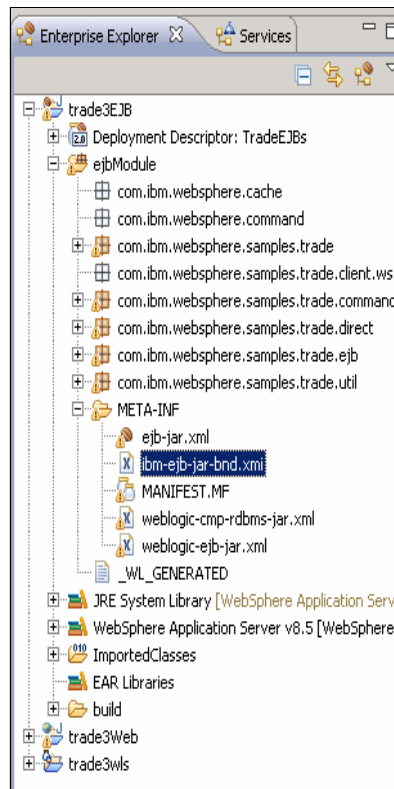 Enterprise Explorer Services
trade3EJB
2.0 Deployment Descriptor: TradeEJBs
ejbModule
com.ibm.websphere.cache
com.ibm.websphere.command
com.ibm.websphere.samples.trade
com.ibm.websphere.samples.trade.client.ws
com.ibm.websphere.samples.trade.command
com.ibm.websphere.samples.trade.direct
com.ibm.websphere.samples.trade.ejb
com.ibm.websphere.samples.trade.util
META-INF
ejb-jar.xml
ibm-ejb-jar-bnd.xmi
MANIFEST.MF
weblogic-cmp-rdbms-jar.xml
weblogic-ejb-jar.xml
_WL_GENERATED
JRE System Library [WebSphere Application Serv
WebSphere Application Server v8.5 [WebSphere
010 ImportedClasses
EAR Libraries
build
trade3Web
trade3wls